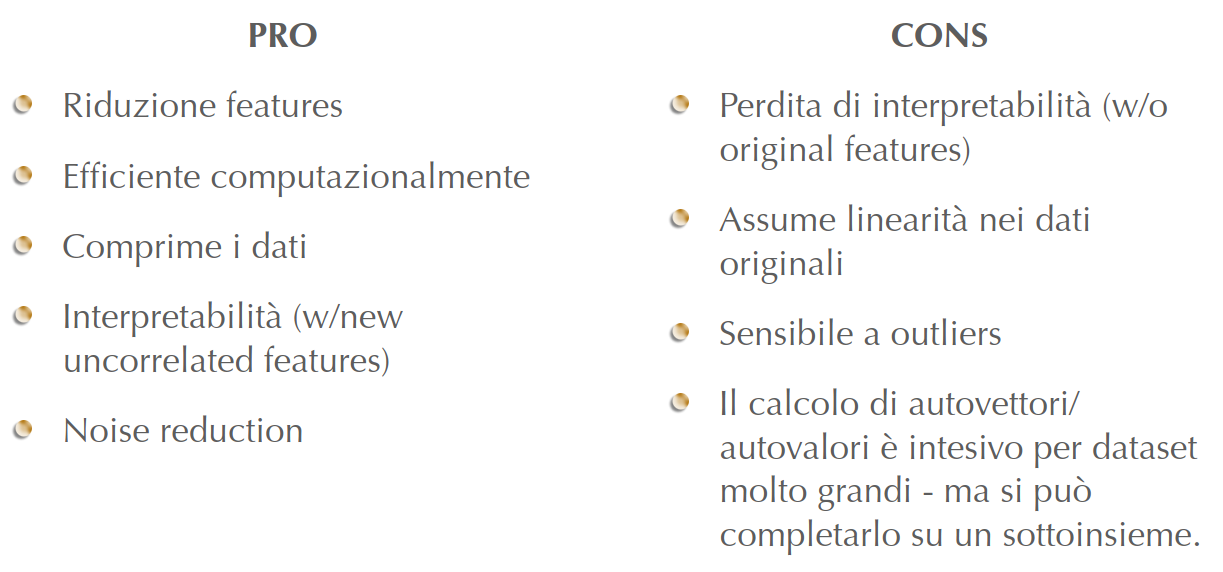 PRO
Riduzione features
Efficiente computazionalmente
Comprime i dati
Interpretabilità (w/new
uncorrelated features)
Noise reduction
CONS
Perdita di interpretabilità (w/o
original features)
Assume linearità nei dati
originali
Sensibile a outliers
Il calcolo di autovettori/
autovalori è intesivo per dataset
molto grandi - ma si può
completarlo su un sottoinsieme.